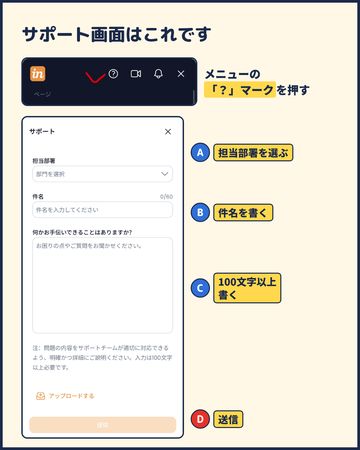 サポート画面はこれです
in
ページ
メニューの
「？」マークを押す
サポート
担当部署
部門を選択
A 担当部署を選ぶ
件名
0/60
件名を入力してください
B 件名を書く
何かお手伝いできることはありますか?
お困りの点やご質問をお聞かせください。
C 100文字以上
書く
注：問題の内容をサポートチームが適切に対応できる
よう、明確かつ詳細にご説明ください。入力は100文字
以上必要です。
アップロードする
送信
D 送信